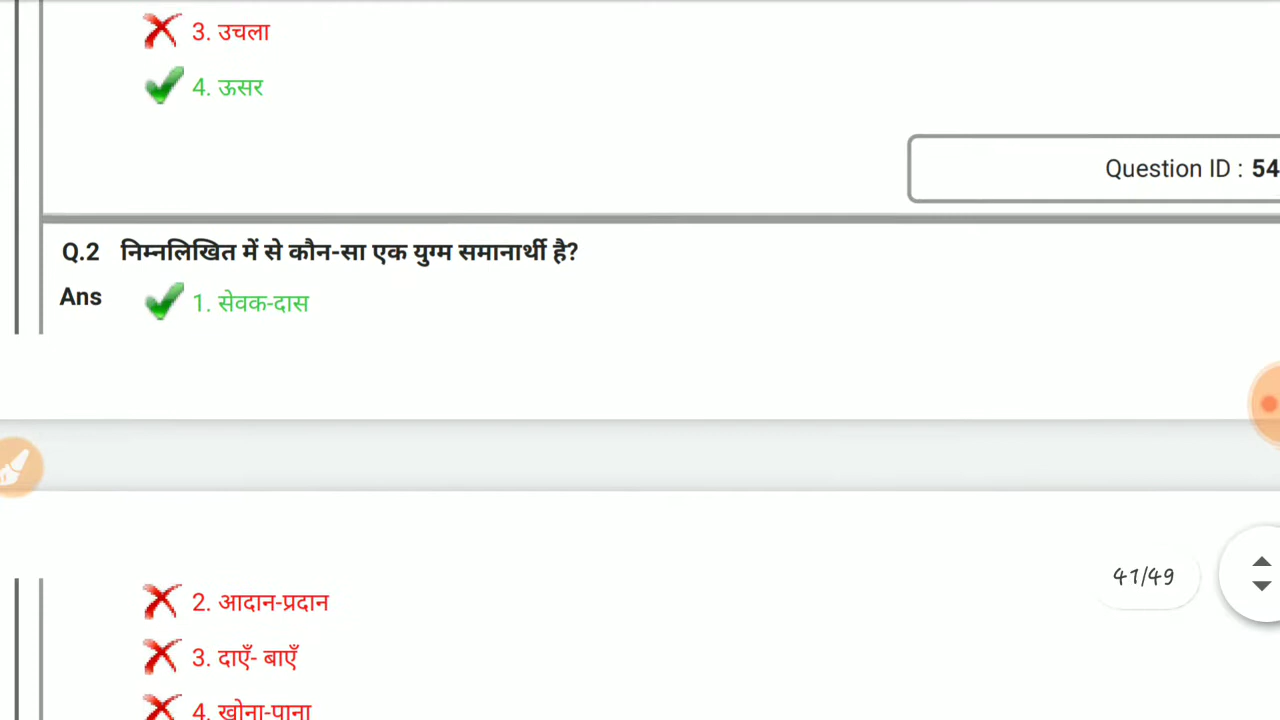 3. उचला
4. ऊसर
Question ID : 54
Q.2 निम्नलिखित में से कौन-सा एक युग्म समानार्थी है?
Ans 1. सेवक-दास
41/49
2. आदान-प्रदान
3. दाएँ- बाएँ
4. खोना-पाना